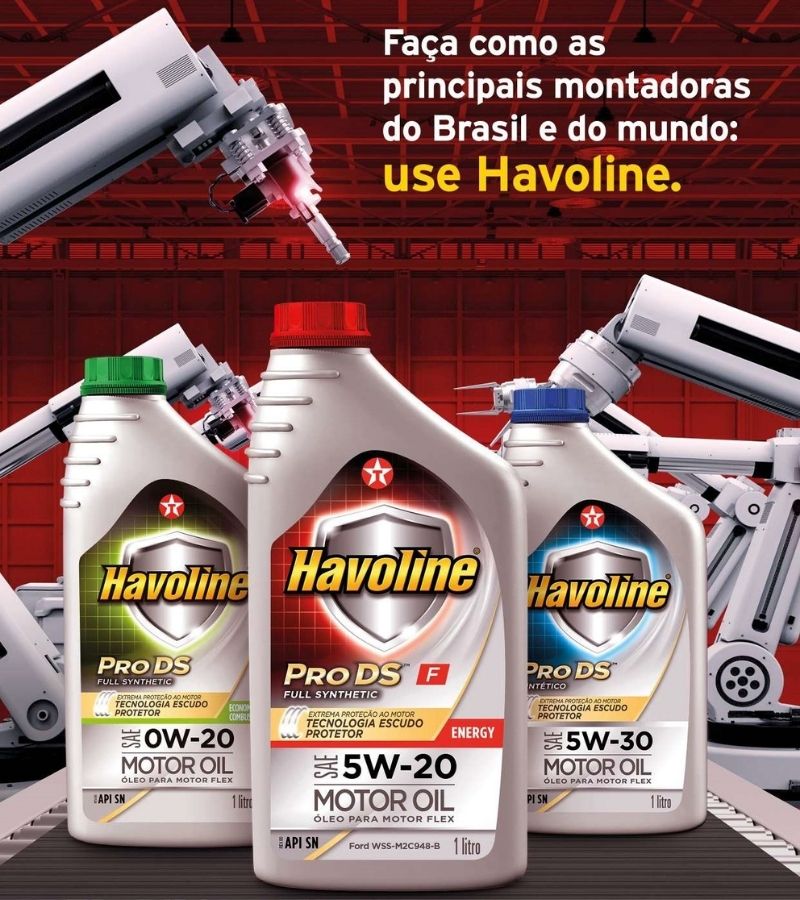 Faça como as
principais montadoras
do Brasil e do mundo:
use Havoline.
Havoline
PRO DS
FULL SYNTHETIC
EXTREMA PROTEÇÃO AO MOTOR
TECNOLOGIA ESCUDO
PROTETOR
SAE 0W-20
MOTOR OIL
ÓLEO PARA MOTOR FLEX
API SN
1 litro
Havoline®
PRO DS™ F
FULL SYNTHETIC
EXTREMA PROTEÇÃO AO MOTOR
TECNOLOGIA ESCUDO
PROTETOR
ENERGY
SAE 5W-20
MOTOR OIL
ÓLEO PARA MOTOR FLEX
API SN
Ford WSS-M2C948-B
1 litro
Havoline®
PRO DS™
EXTREMA PROTEÇÃO AO MOTOR
TECNOLOGIA ESCUDO
PROTETOR
SAE 5W-30
MOTOR OIL
ÓLEO PARA MOTOR FLEX
API SN
1 litro